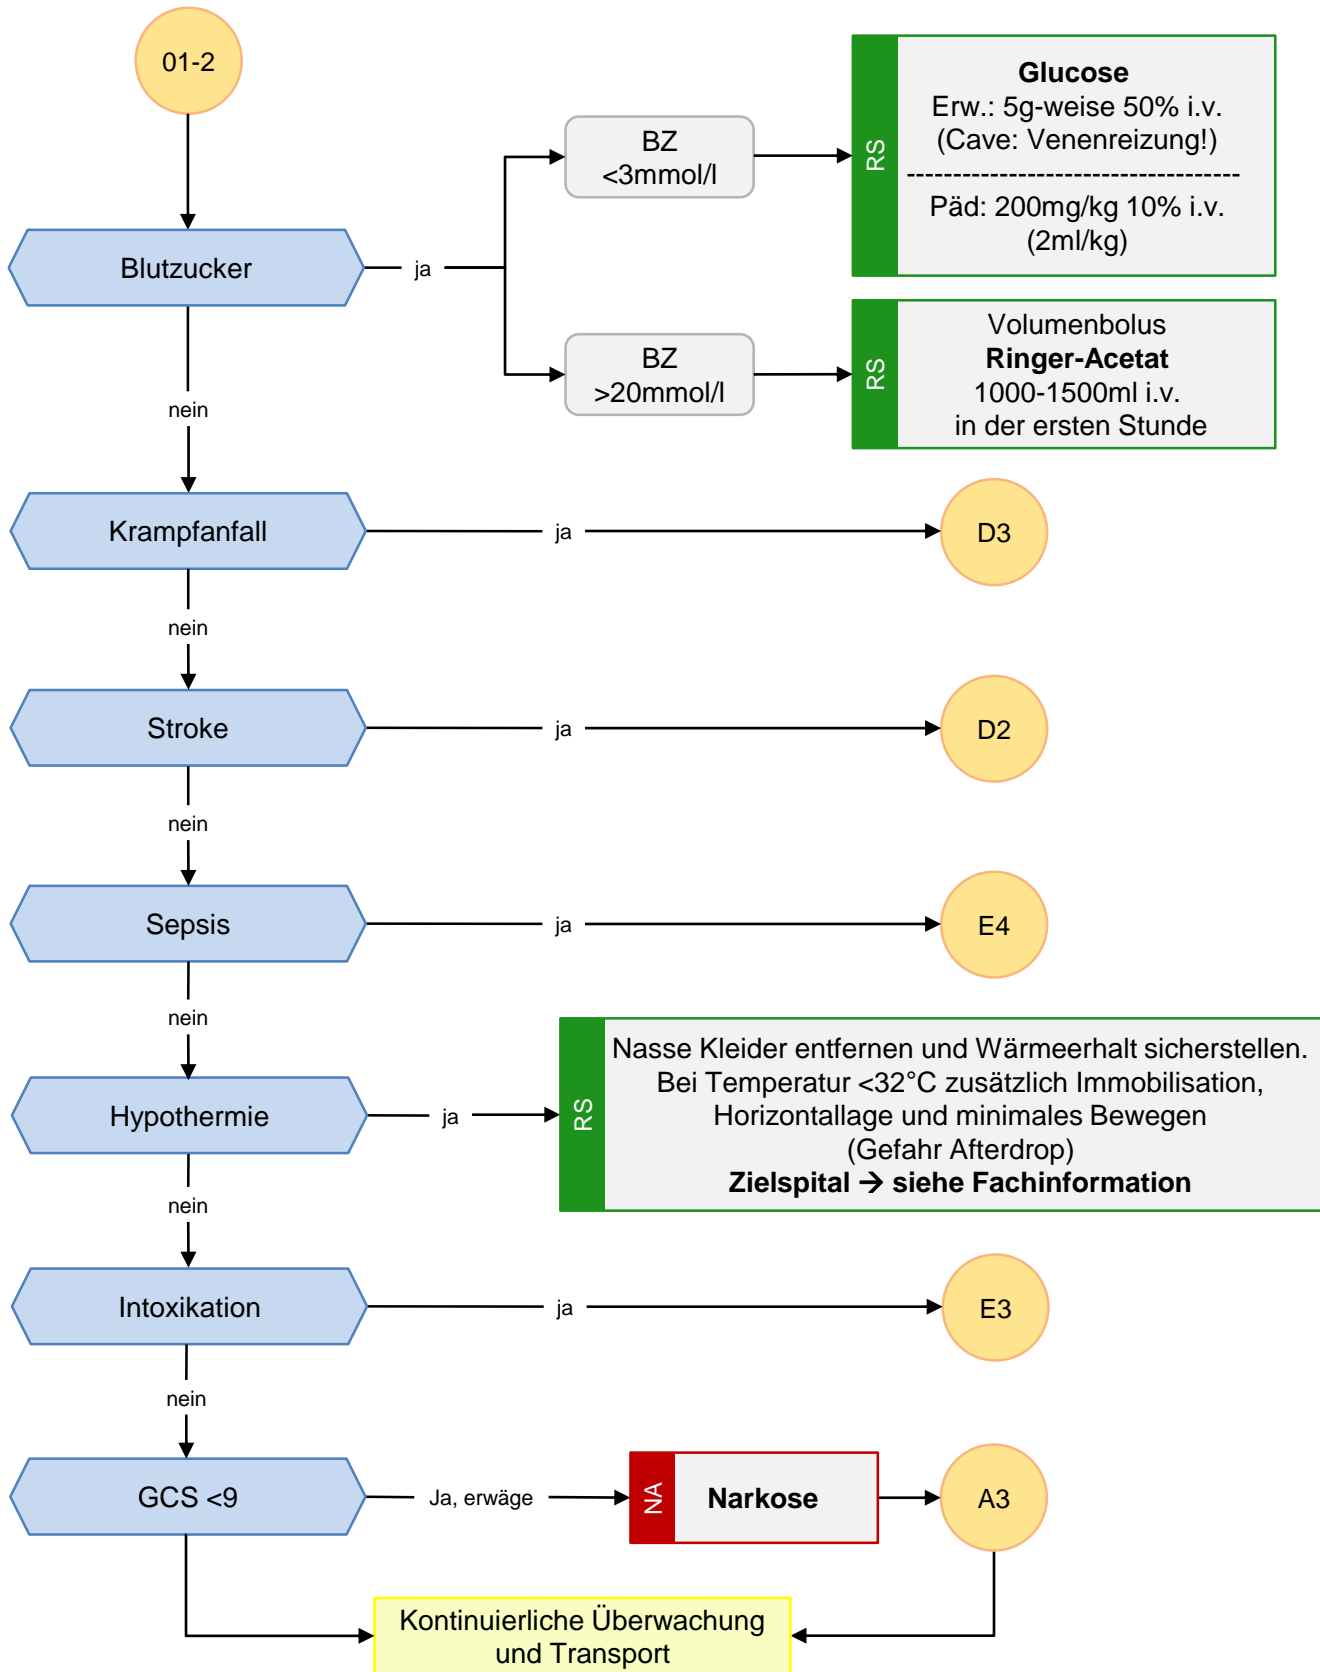 01-2
Blutzucker
ja
BZ
<3mmol/l
RS
Glucose
Erw.: 5g-weise 50% i.v.
(Cave: Venenreizung!)
------------------------------------
Päd: 200mg/kg 10% i.v.
(2ml/kg)
BZ
>20mmol/l
RS
Volumenbolus
Ringer-Acetat
1000-1500ml i.v.
in der ersten Stunde
nein
Krampfanfall
ja
D3
nein
Stroke
ja
D2
nein
Sepsis
ja
E4
nein
Hypothermie
ja
RS
Nasse Kleider entfernen und Wärmeerhalt sicherstellen.
Bei Temperatur <32°C zusätzlich Immobilisation,
Horizontallage und minimales Bewegen
(Gefahr Afterdrop)
Zielspital → siehe Fachinformation
nein
Intoxikation
ja
E3
nein
GCS <9
Ja, erwäge
NA
Narkose
A3
Kontinuierliche Überwachung
und Transport